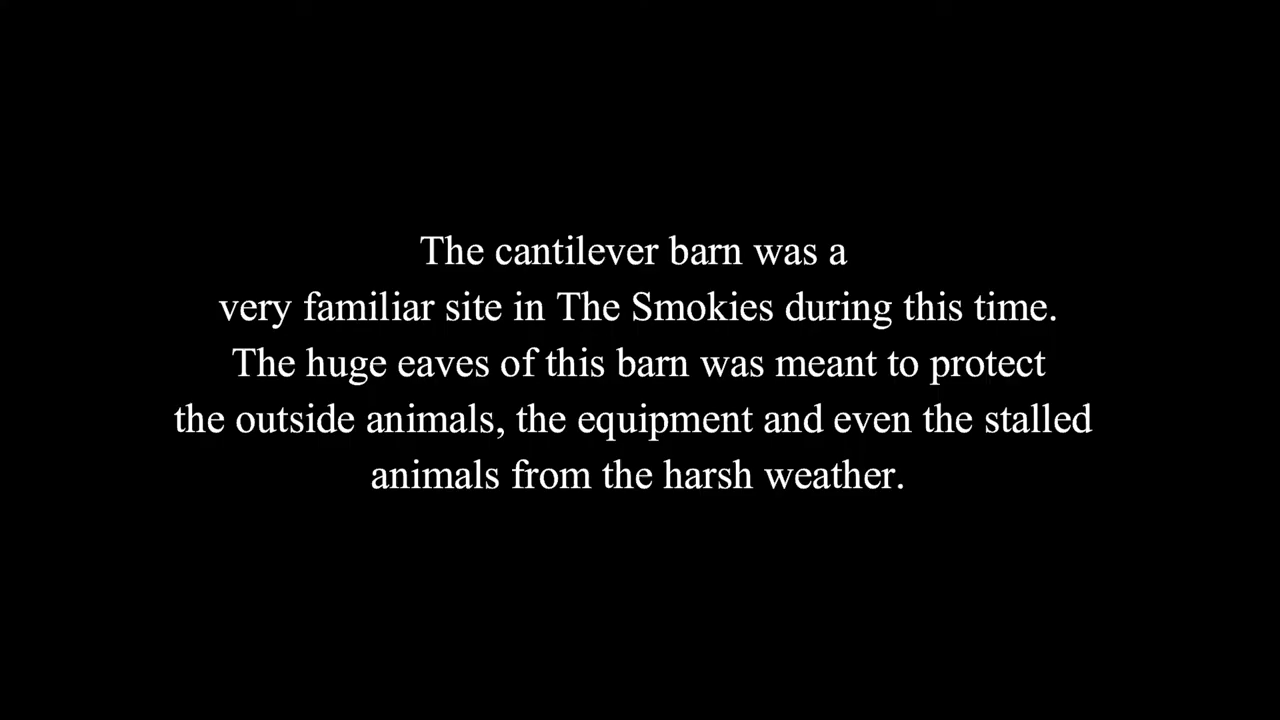 The cantilever barn was a
very familiar site in The Smokies during this time.
The huge eaves of this barn was meant to protect
the outside animals, the equipment and even the stalled
animals from the harsh weather.